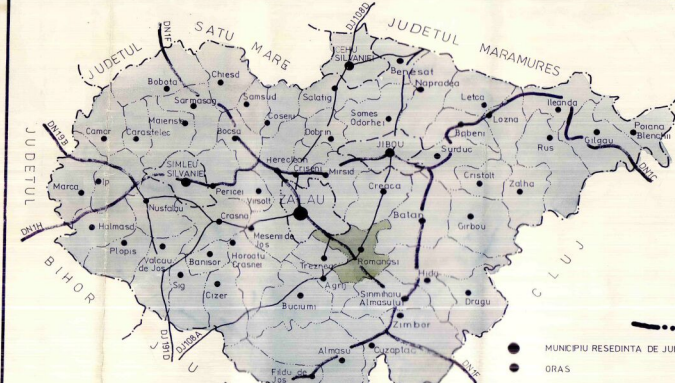 JUDETUL SATU MARE
JUDETUL MARAMURES
DJ108D
DN1F
CEHU
SILVANIEI
Benesat
Chiesd
Bobota
Napradea
Sarmasag
Samsud
Salatig
Letca
Ileanda
Lozna
Maieriste
Coseiu
Somes
Odorhei
Poiana
Blenchii
DN19B
Camar
Carastelec
Bocsa
Dobrin
Babeni
Gilgau
Rus
JIBOU
Surduc
Hereclean
Criseni
Mirsid
DN1C
SIMLEU
SILVANIEI
Pericei
Virsolt
Creaca
Cristolt
Zalha
Marca
Ip
ZALAU
Nusfalau
Crasna
Balan
Girbou
JUDETUL
DN1H
Halmasd
Meseni de
Jos
Plopis
Valcau
de Jos
Banisor
Horoatu
Crasnei
Treznea
Romanasi
BIHOR
Sig
Cizer
Agrij
Hida
CLUJ
Buciumi
Sinmihaiu
Almasului
Dragu
DJ191D
DJ108A
Zimbor
Almasu
Cuzaplac
DN1F
Fildu de
Jos
MUNICIPIU RESEDINTA DE JU
ORAS